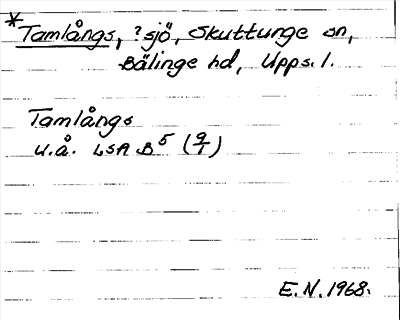 *Tamlångs, ?sjö, Skuttunge sn,
Bälinge hd, Upps. l.
Tamlångs
u.å. LSA B5 (9/1)
E.N. 1968.